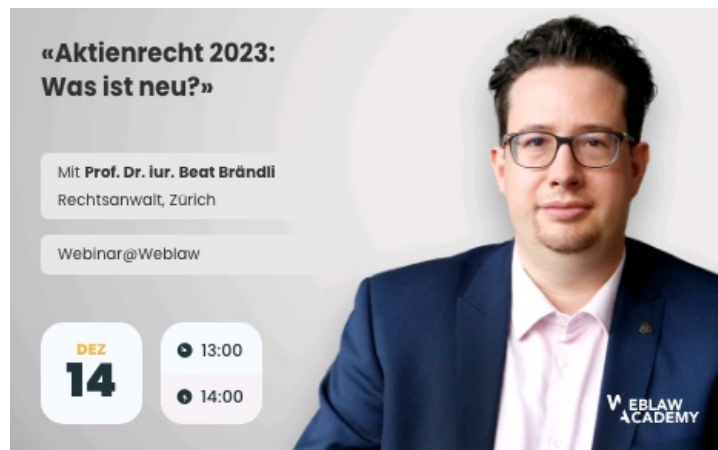 «Aktienrecht 2023:
Was ist neu?»
Mit Prof. Dr. iur. Beat Brändli
Rechtsanwalt, Zürich
Webinar@Weblaw
DEZ
14
13:00
14:00
WEBLAW
ACADEMY